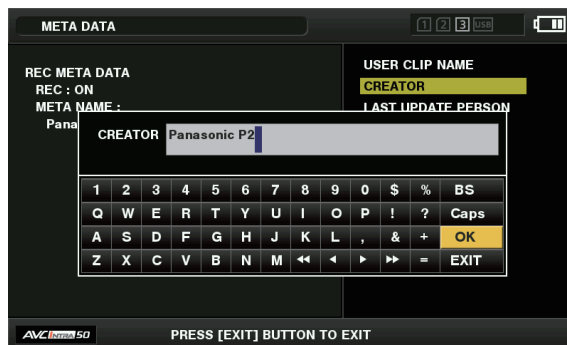 META DATA
1 2 3 USB
REC META DATA
REC : ON
META NAME :
Pana
USER CLIP NAME
CREATOR
LAST UPDATE PERSON
CREATOR Panasonic P2
1 2 3 4 5 6 7 8 9 0 $ % BS
Q W E R T Y U I O P ! ? Caps
A S D F G H J K L , & + OK
Z X C V B N M ◀◀ ◀ ▶ ▶▶ = EXIT
AVC INTRA 50
PRESS [EXIT] BUTTON TO EXIT